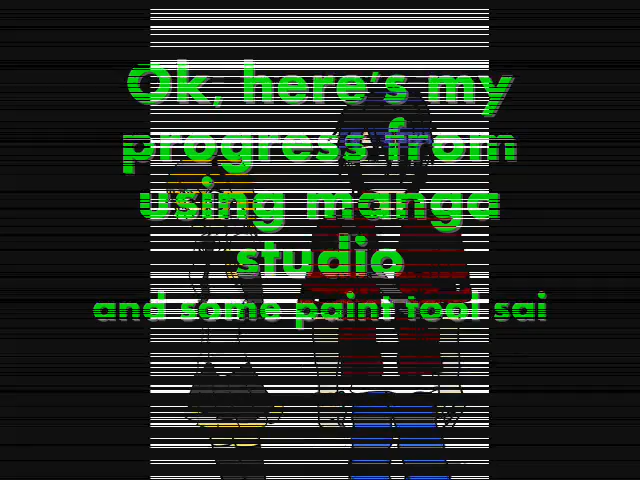 Ok, here's my
progress from
using manga
studio
and some paint tool sai